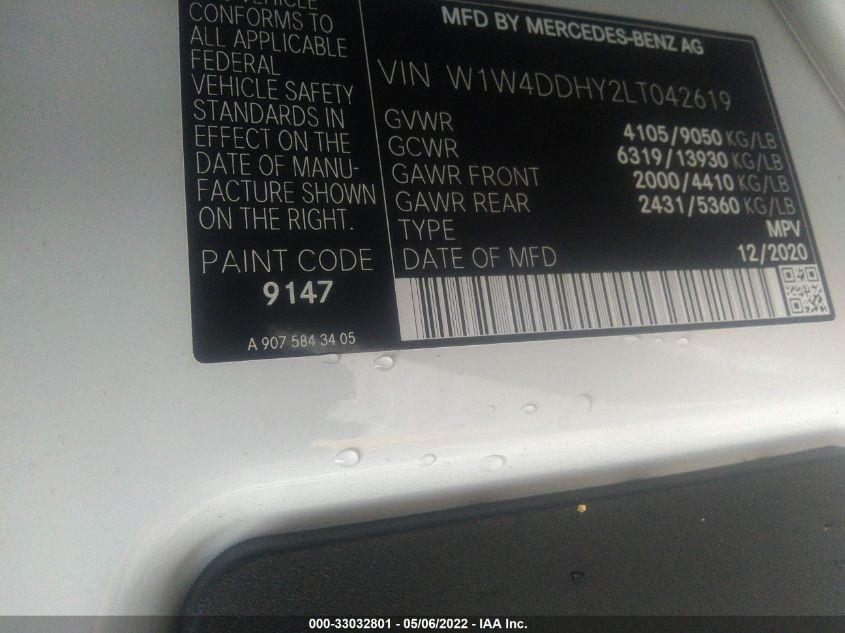 VEHICLE
CONFORMS TO
ALL APPLICABLE
FEDERAL
VEHICLE SAFETY
STANDARDS IN
EFFECT ON THE
DATE OF MANU-
FACTURE SHOWN
ON THE RIGHT.
PAINT CODE
9147
A 907 584 34 05
MFD BY MERCEDES-BENZ AG
VIN W1W4DDHY2LT042619
GVWR 4105/9050 KG/LB
GCWR 6319/13930 KG/LB
GAWR FRONT 2000/4410 KG/LB
GAWR REAR 2431/5360 KG/LB
TYPE MPV
DATE OF MFD 12/2020
000-33032801 - 05/06/2022 - IAA Inc.